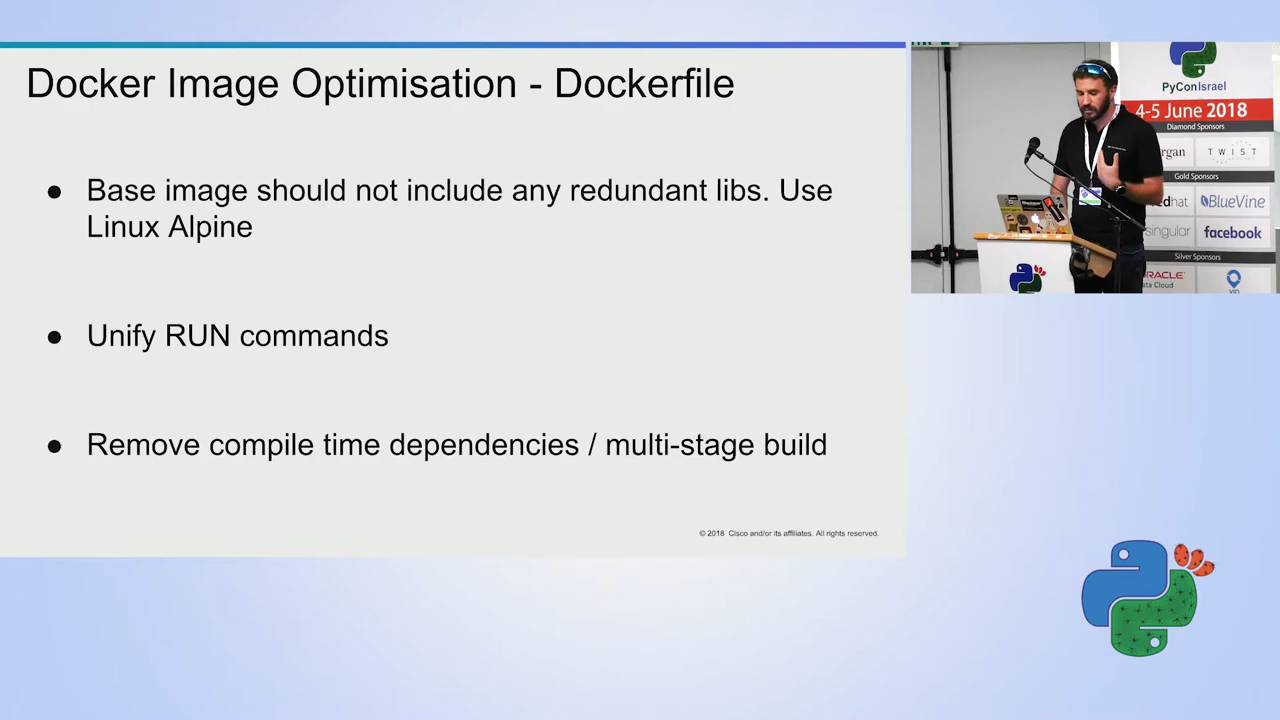 Docker Image Optimisation - Dockerfile
● Base image should not include any redundant libs. Use
Linux Alpine
● Unify RUN commands
● Remove compile time dependencies / multi-stage build
© 2018 Cisco and/or its affiliates. All rights reserved.
PyConIsrael
4-5 June 2018
Diamond Sponsors
TWIST
Gold Sponsors
BlueVine
singular
facebook
Silver Sponsors